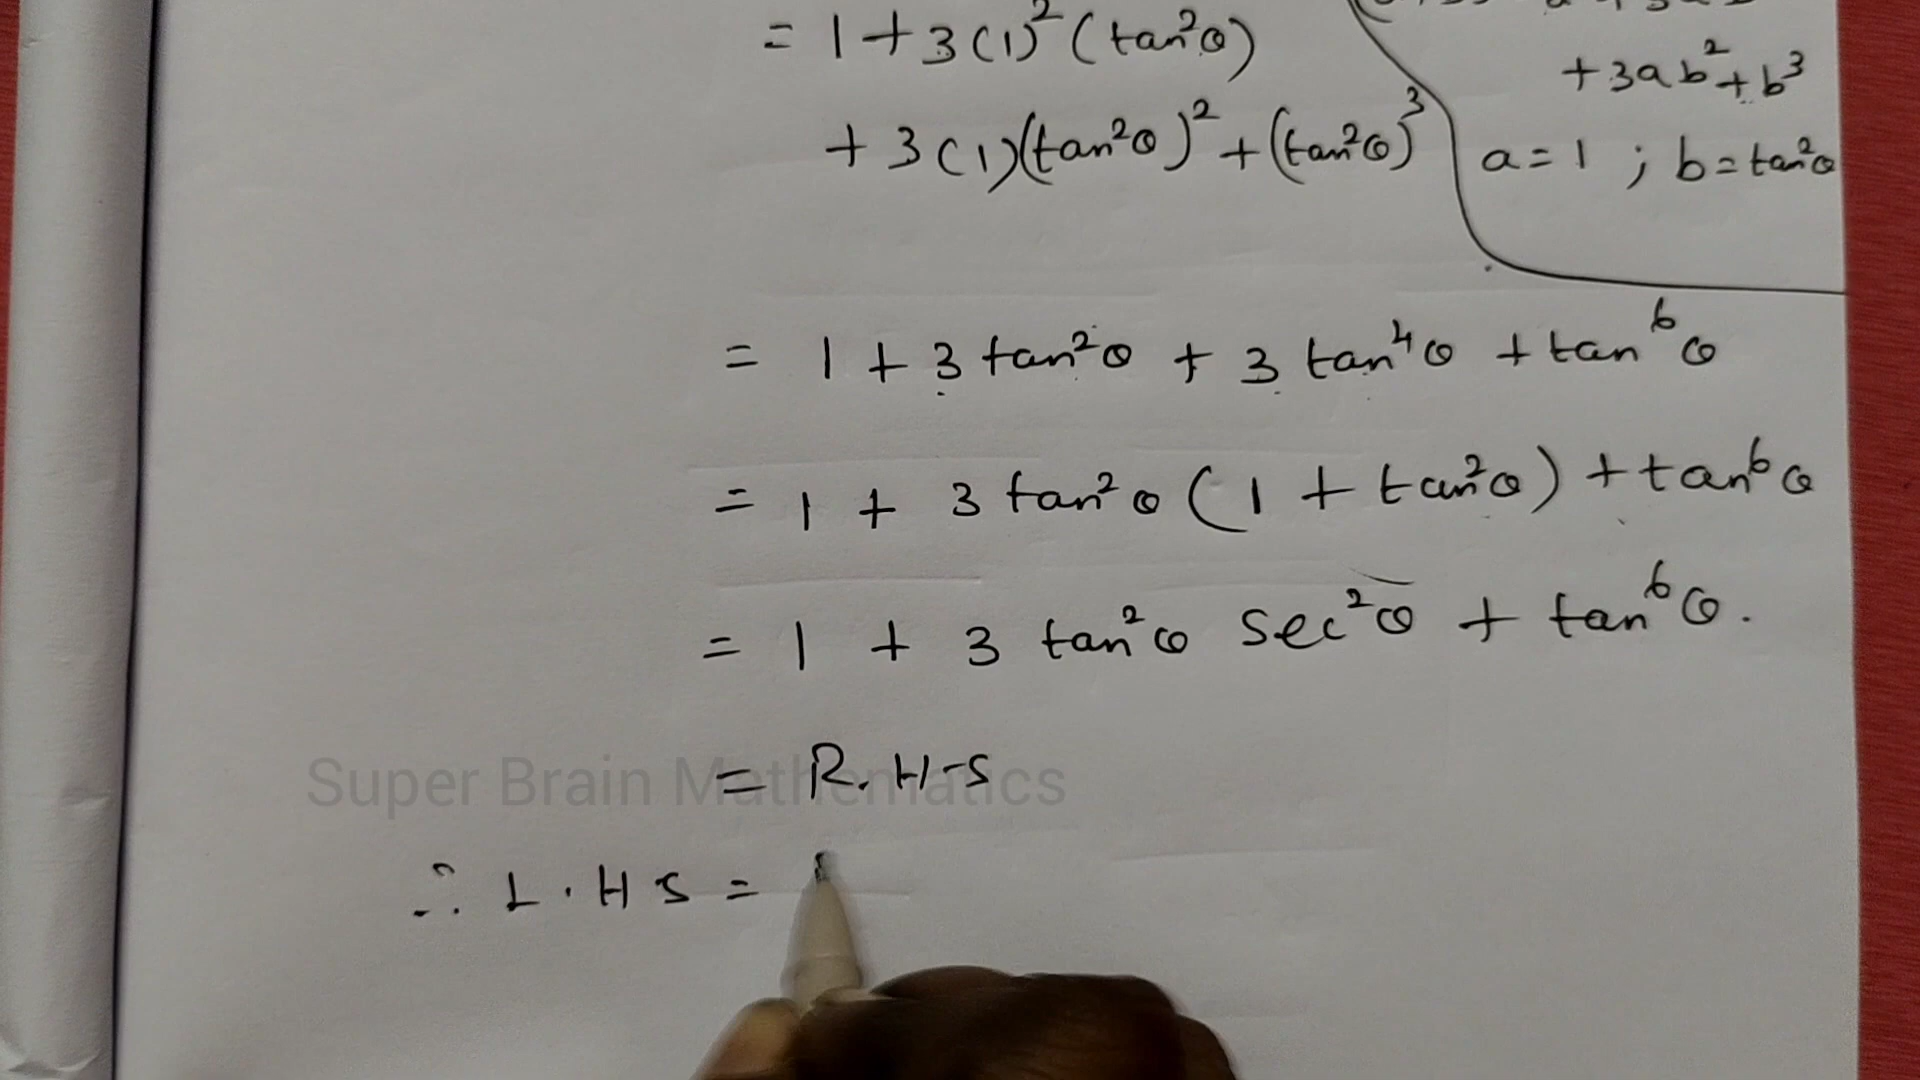 = 1 + 3(1)²(tan²θ)
+ 3(1)(tan²θ)² + (tan²θ)³
+ 3ab² + b³
a = 1 ; b = tan²θ
= 1 + 3 tan²θ + 3 tan⁴θ + tan⁶θ
= 1 + 3 tan²θ (1 + tan²θ) + tan⁶θ
= 1 + 3 tan²θ sec²θ + tan⁶θ.
= R.H.S
Super Brain Mathematics
∴ L.H S =